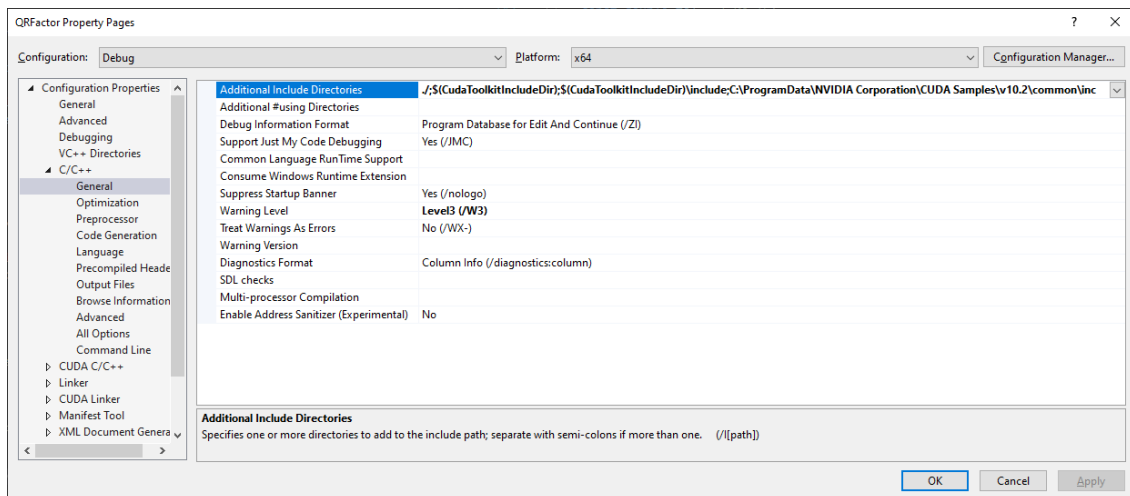 QRFactor Property Pages
? ×
Configuration: Debug Platform: x64 Configuration Manager...
Configuration Properties
General
Advanced
Debugging
VC++ Directories
C/C++
General
Optimization
Preprocessor
Code Generation
Language
Precompiled Heade
Output Files
Browse Information
Advanced
All Options
Command Line
CUDA C/C++
Linker
CUDA Linker
Manifest Tool
XML Document Genera
Additional Include Directories ./;$(CudaToolkitIncludeDir);$(CudaToolkitIncludeDir)\include;C:\ProgramData\NVIDIA Corporation\CUDA Samples\v10.2\common\inc
Additional #using Directories
Debug Information Format Program Database for Edit And Continue (/ZI)
Support Just My Code Debugging Yes (/JMC)
Common Language RunTime Support
Consume Windows Runtime Extension
Suppress Startup Banner Yes (/nologo)
Warning Level Level3 (/W3)
Treat Warnings As Errors No (/WX-)
Warning Version
Diagnostics Format Column Info (/diagnostics:column)
SDL checks
Multi-processor Compilation
Enable Address Sanitizer (Experimental) No
Additional Include Directories
Specifies one or more directories to add to the include path; separate with semi-colons if more than one. (/I[path])
OK Cancel Apply